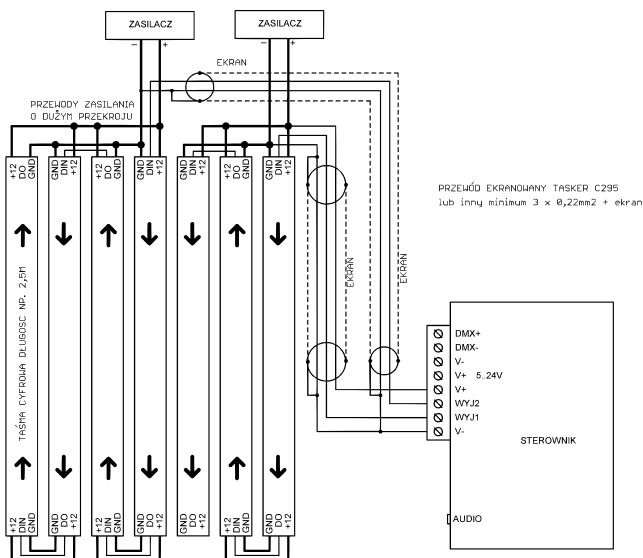 ZASILACZ
ZASILACZ
− +
− +
EKRAN
PRZEWODY ZASILANIA
O DUŻYM PRZEKROJU
+12 DO GND
GND DIN +12
+12 DO GND
GND DIN +12
GND DIN +12
+12 DO GND
GND DIN +12
PRZEWÓD EKRANOWANY TASKER C295
lub inny minimum 3 x 0,22mm2 + ekran
TAŚMA CYFROWA DŁUGOSC NP. 2,5M
EKRAN
EKRAN
DMX+
DMX-
V-
V+ 5..24V
V+
WYJ2
WYJ1
V-
STEROWNIK
AUDIO
+12 DIN GND
GND DO +12
+12 DIN GND
GND DO +12
GND DO +12
+12 DIN GND
GND DO +12